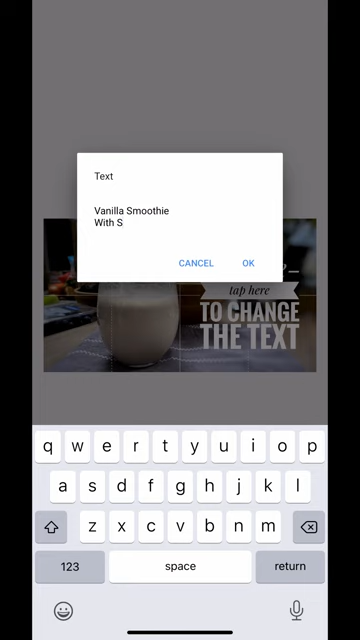 Text
Vanilla Smoothie
With S
CANCEL
OK
tap here
TO CHANGE
THE TEXT
q w e r t y u i o p
a s d f g h j k l
z x c v b n m
123
space
return